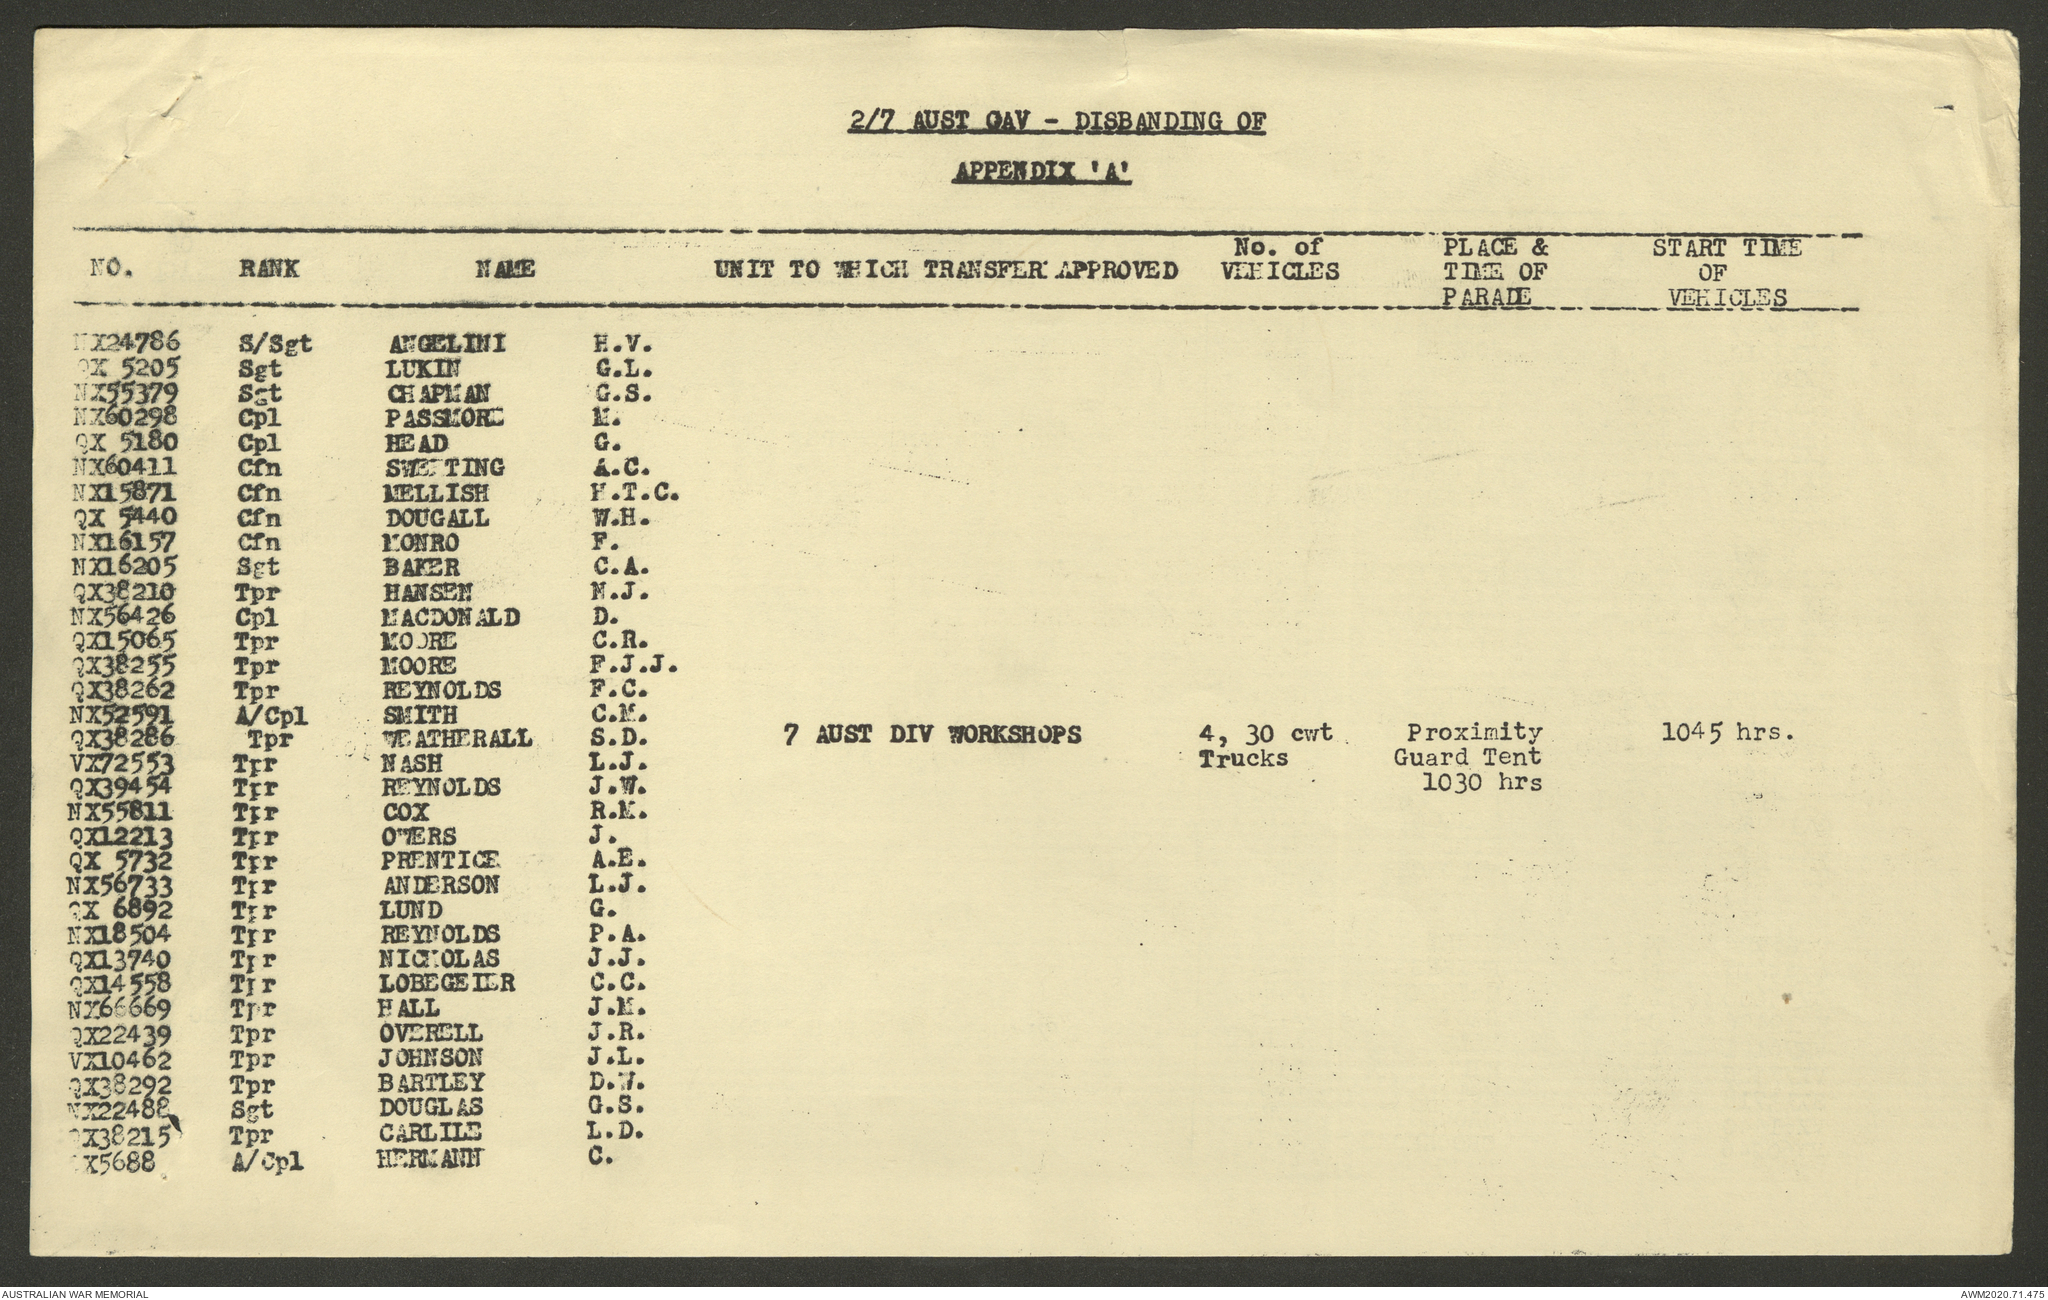 2/7 AUST CAV - DISBANDING OF
APPENDIX 'A'
NO. RANK NAME UNIT TO WHICH TRANSFER APPROVED No. of VEHICLES PLACE & TIME OF PARADE START TIME OF VEHICLES
NX24786 S/Sgt ANGELINI H.V.
QX 5205 Sgt LUKIN G.L.
NX55379 Sgt CHAPMAN G.S.
NX60298 Cpl PASSMORE M.
QX 5180 Cpl HEAD G.
NX60411 Cfn SWEETING A.C.
NX15871 Cfn MELLISH H.T.C.
QX 5440 Cfn DOUGALL W.H.
NX16157 Cfn MONRO F.
NX16205 Sgt BAKER C.A.
QX38210 Tpr HANSEN N.J.
NX56426 Cpl MACDONALD D.
QX15065 Tpr MOORE C.R.
QX38255 Tpr MOORE F.J.J.
QX38262 Tpr REYNOLDS F.C.
NX52591 A/Cpl SMITH C.M.
QX38286 Tpr WEATHERALL S.D. 7 AUST DIV WORKSHOPS 4, 30 cwt Proximity 1045 hrs.
VX72553 Tpr NASH L.J. Trucks Guard Tent
QX39454 Tpr REYNOLDS J.W. 1030 hrs
NX55811 Tpr COX R.M.
QX12213 Tpr OWERS J.
QX 5732 Tpr PRENTICE A.E.
NX56733 Tpr ANDERSON L.J.
QX 6892 Tpr LUND G.
NX18504 Tpr REYNOLDS P.A.
QX13740 Tpr NICHOLAS J.J.
QX14558 Tpr LOBEGEIER C.C.
NX66669 Tpr HALL J.M.
QX22439 Tpr OVERELL J.R.
VX10462 Tpr JOHNSON J.L.
QX38292 Tpr BARTLEY D.W.
NX22488 Sgt DOUGLAS G.S.
QX38215 Tpr CARLILE L.D.
X5688 A/Cpl HERMANN C.
AUSTRALIAN WAR MEMORIAL AWM2020.71.475